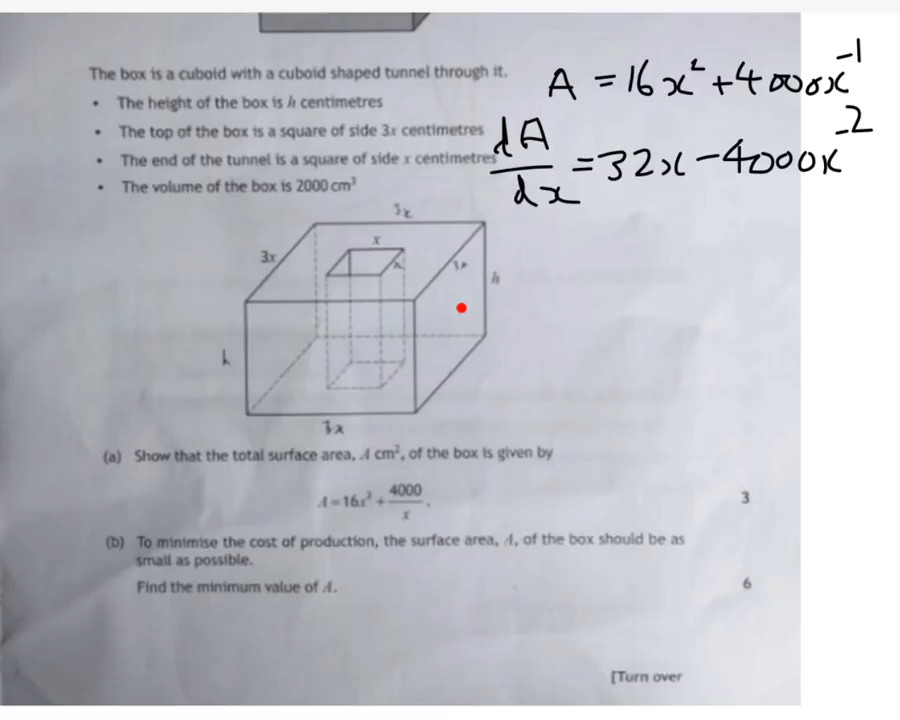 The box is a cuboid with a cuboid shaped tunnel through it.
• The height of the box is h centimetres
• The top of the box is a square of side 3x centimetres
• The end of the tunnel is a square of side x centimetres
• The volume of the box is 2000 cm³
A = 16x² + 4000x⁻¹
dA/dx = 32x - 4000x⁻²
3x
x
3x
h
h
3x
(a) Show that the total surface area, A cm², of the box is given by
A = 16x² + 4000/x .
3
(b) To minimise the cost of production, the surface area, A, of the box should be as
small as possible.
Find the minimum value of A.
6
[Turn over